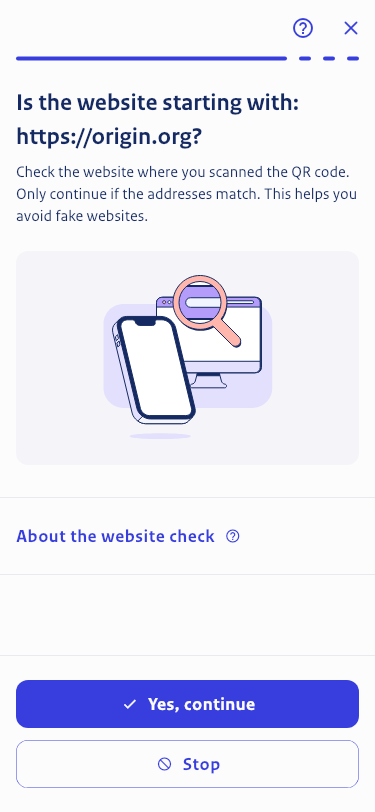 Is the website starting with:
https://origin.org?
Check the website where you scanned the QR code.
Only continue if the addresses match. This helps you
avoid fake websites.
About the website check
Yes, continue
Stop